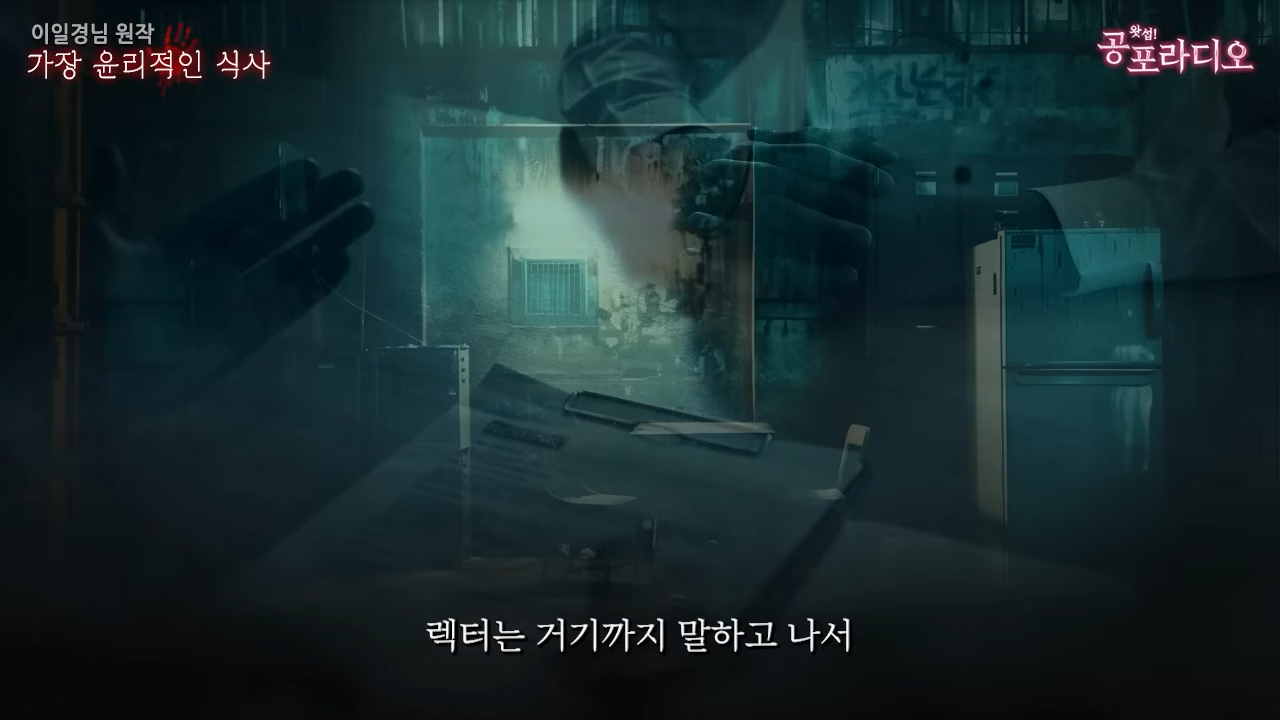 이일경님 원작
가장 윤리적인 식사
왓섭!
공포라디오
렉터는 거기까지 말하고 나서